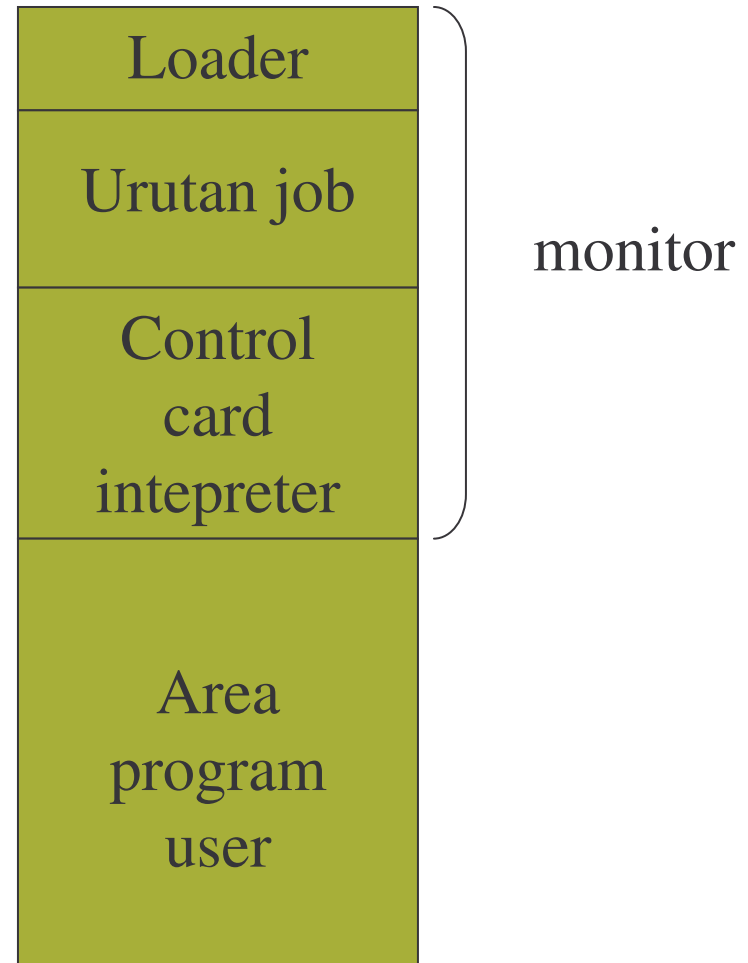 Loader
Urutan job
monitor
Control
card
intepreter
Area
program
user